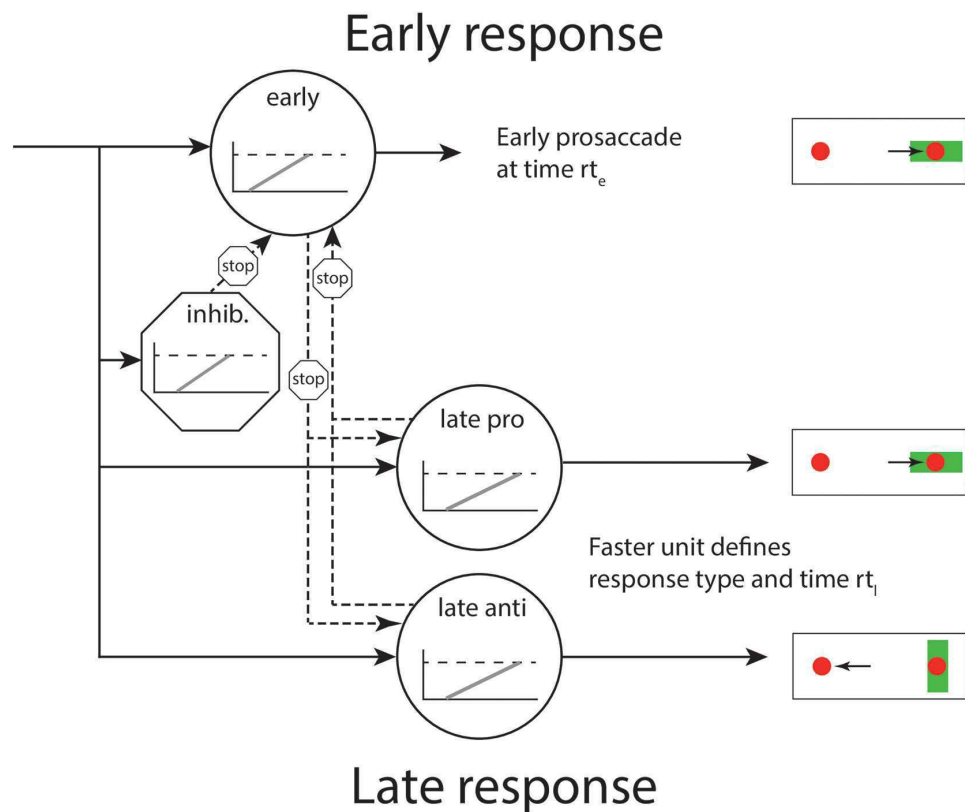 Early response
early
Early prosaccade
at time rtₑ
stop
stop
inhib.
stop
late pro
Faster unit defines
response type and time rtₗ
late anti
Late response